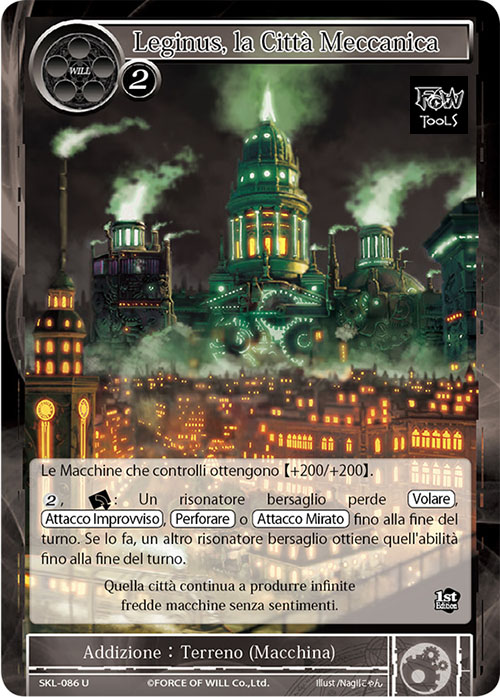 Leginus, la Città Meccanica
WILL
2
FOW
TOOLS
Le Macchine che controlli ottengono 【+200/+200】.
2, : Un risonatore bersaglio perde Volare,
Attacco Improvviso, Perforare o Attacco Mirato fino alla fine del
turno. Se lo fa, un altro risonatore bersaglio ottiene quell'abilità
fino alla fine del turno.
Quella città continua a produrre infinite
fredde macchine senza sentimenti.
1st
Edition
Addizione : Terreno (Macchina)
SKL-086 U ©FORCE OF WILL Co.,Ltd. Illust /Nagiにゃん